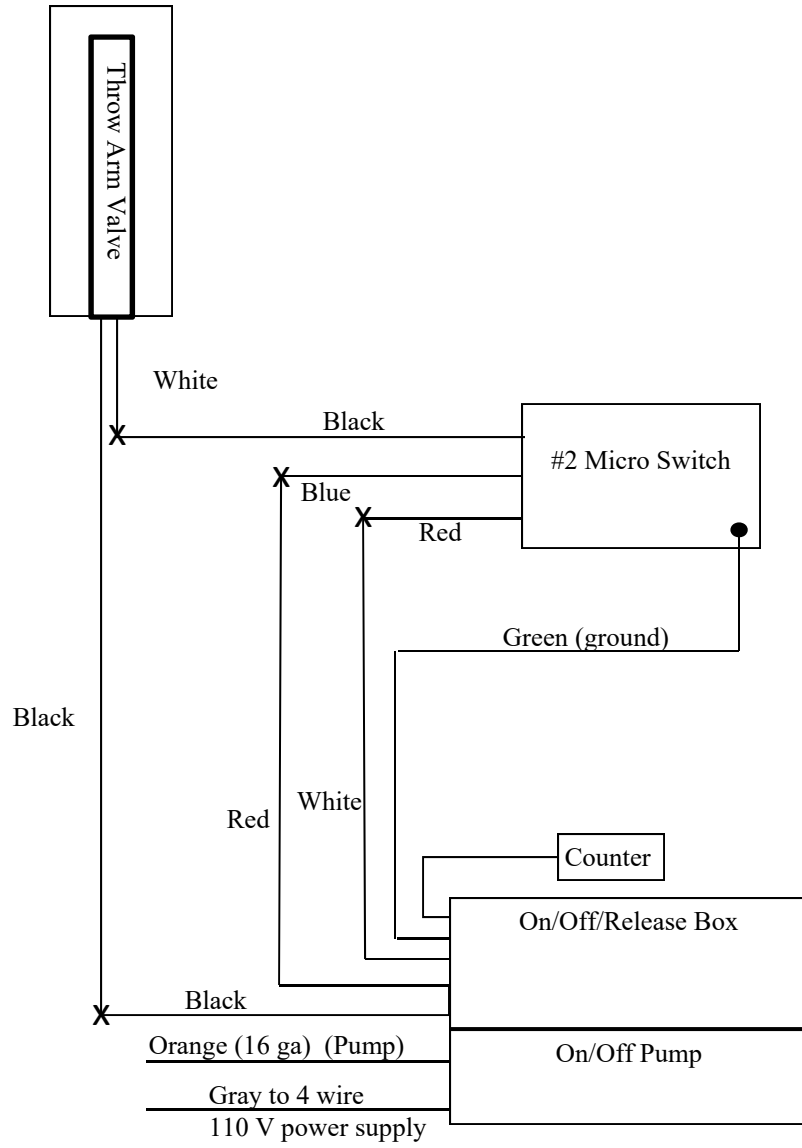 Throw Arm Valve
White
Black
#2 Micro Switch
Blue
Red
Green (ground)
Black
White
Red
Counter
On/Off/Release Box
Black
Orange (16 ga)  (Pump)
On/Off Pump
Gray to 4 wire
110 V power supply